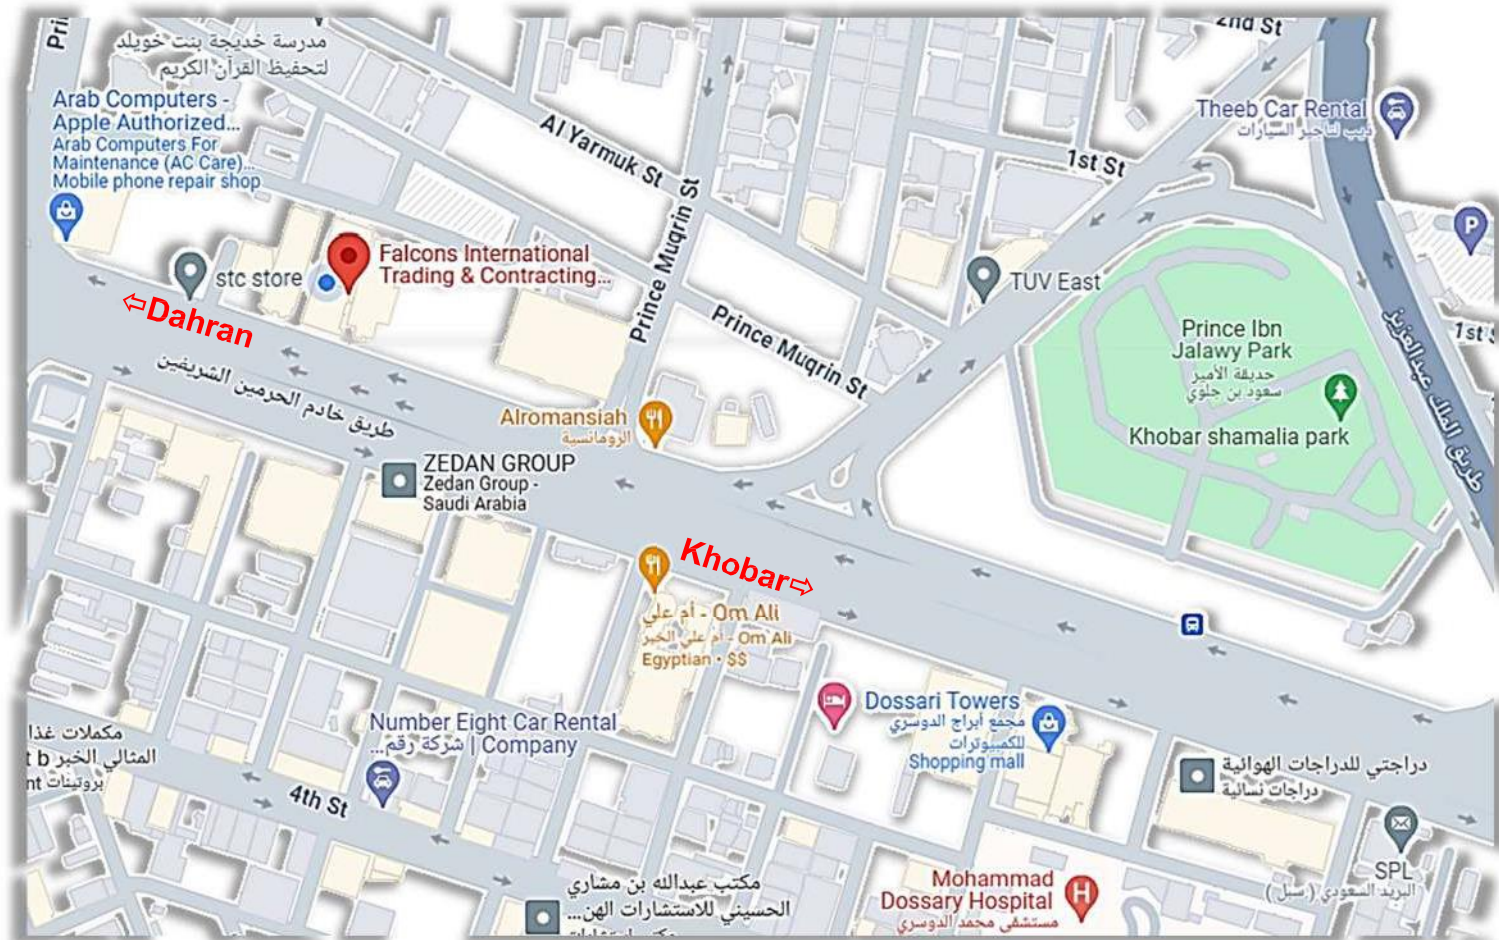 2nd St
مدرسة خديجة بنت خويلد
لتحفيظ القرآن الكريم
Arab Computers -
Apple Authorized...
Arab Computers For
Maintenance (AC Care)...
Mobile phone repair shop
Theeb Car Rental
ذيب لتأجير السيارات
Al Yarmuk St
1st St
Prince Muqrin St
Falcons International
Trading & Contracting...
stc store
TUV East
P
⇦Dahran
Prince Muqrin St
Prince Ibn
Jalawy Park
حديقة الأمير
سعود بن جلوي
طريق الملك عبدالعزيز
طريق خادم الحرمين الشريفين
Alromansiah
الرومانسية
Khobar shamalia park
ZEDAN GROUP
Zedan Group -
Saudi Arabia
Khobar⇨
أم علي - Om Ali
أم علي الخبر - Om Ali
Egyptian • $$
Dossari Towers
مجمع أبراج الدوسري
للكمبيوترات
Shopping mall
Number Eight Car Rental
Company | شركة رقم...
مكملات غذا
المثالي الخبر t b
بروتينات nt
دراجتي للدراجات الهوائية
دراجات نسائية
4th St
SPL
البريد السعودي (سبل)
مكتب عبدالله بن مشاري
الحسيني للاستشارات الهن...
Mohammad
Dossary Hospital
مستشفى محمد الدوسري
H